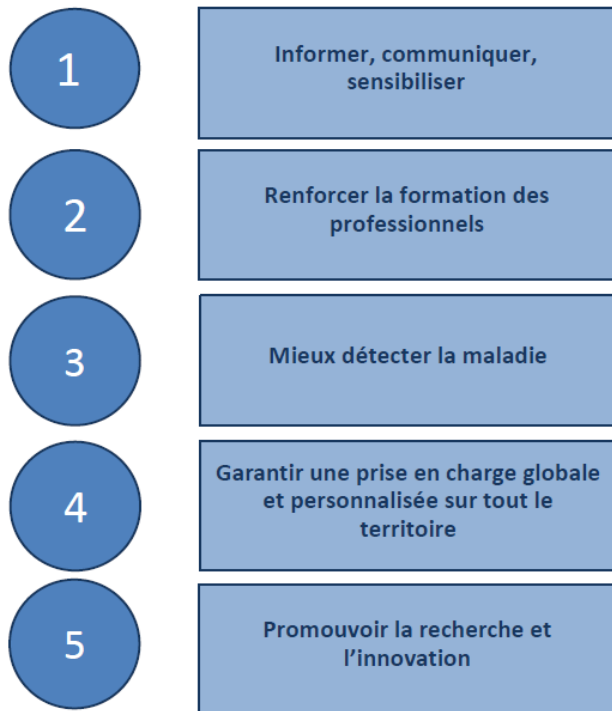 1
Informer, communiquer,
sensibiliser
2
Renforcer la formation des
professionnels
3
Mieux détecter la maladie
4
Garantir une prise en charge globale
et personnalisée sur tout le
territoire
5
Promouvoir la recherche et
l’innovation